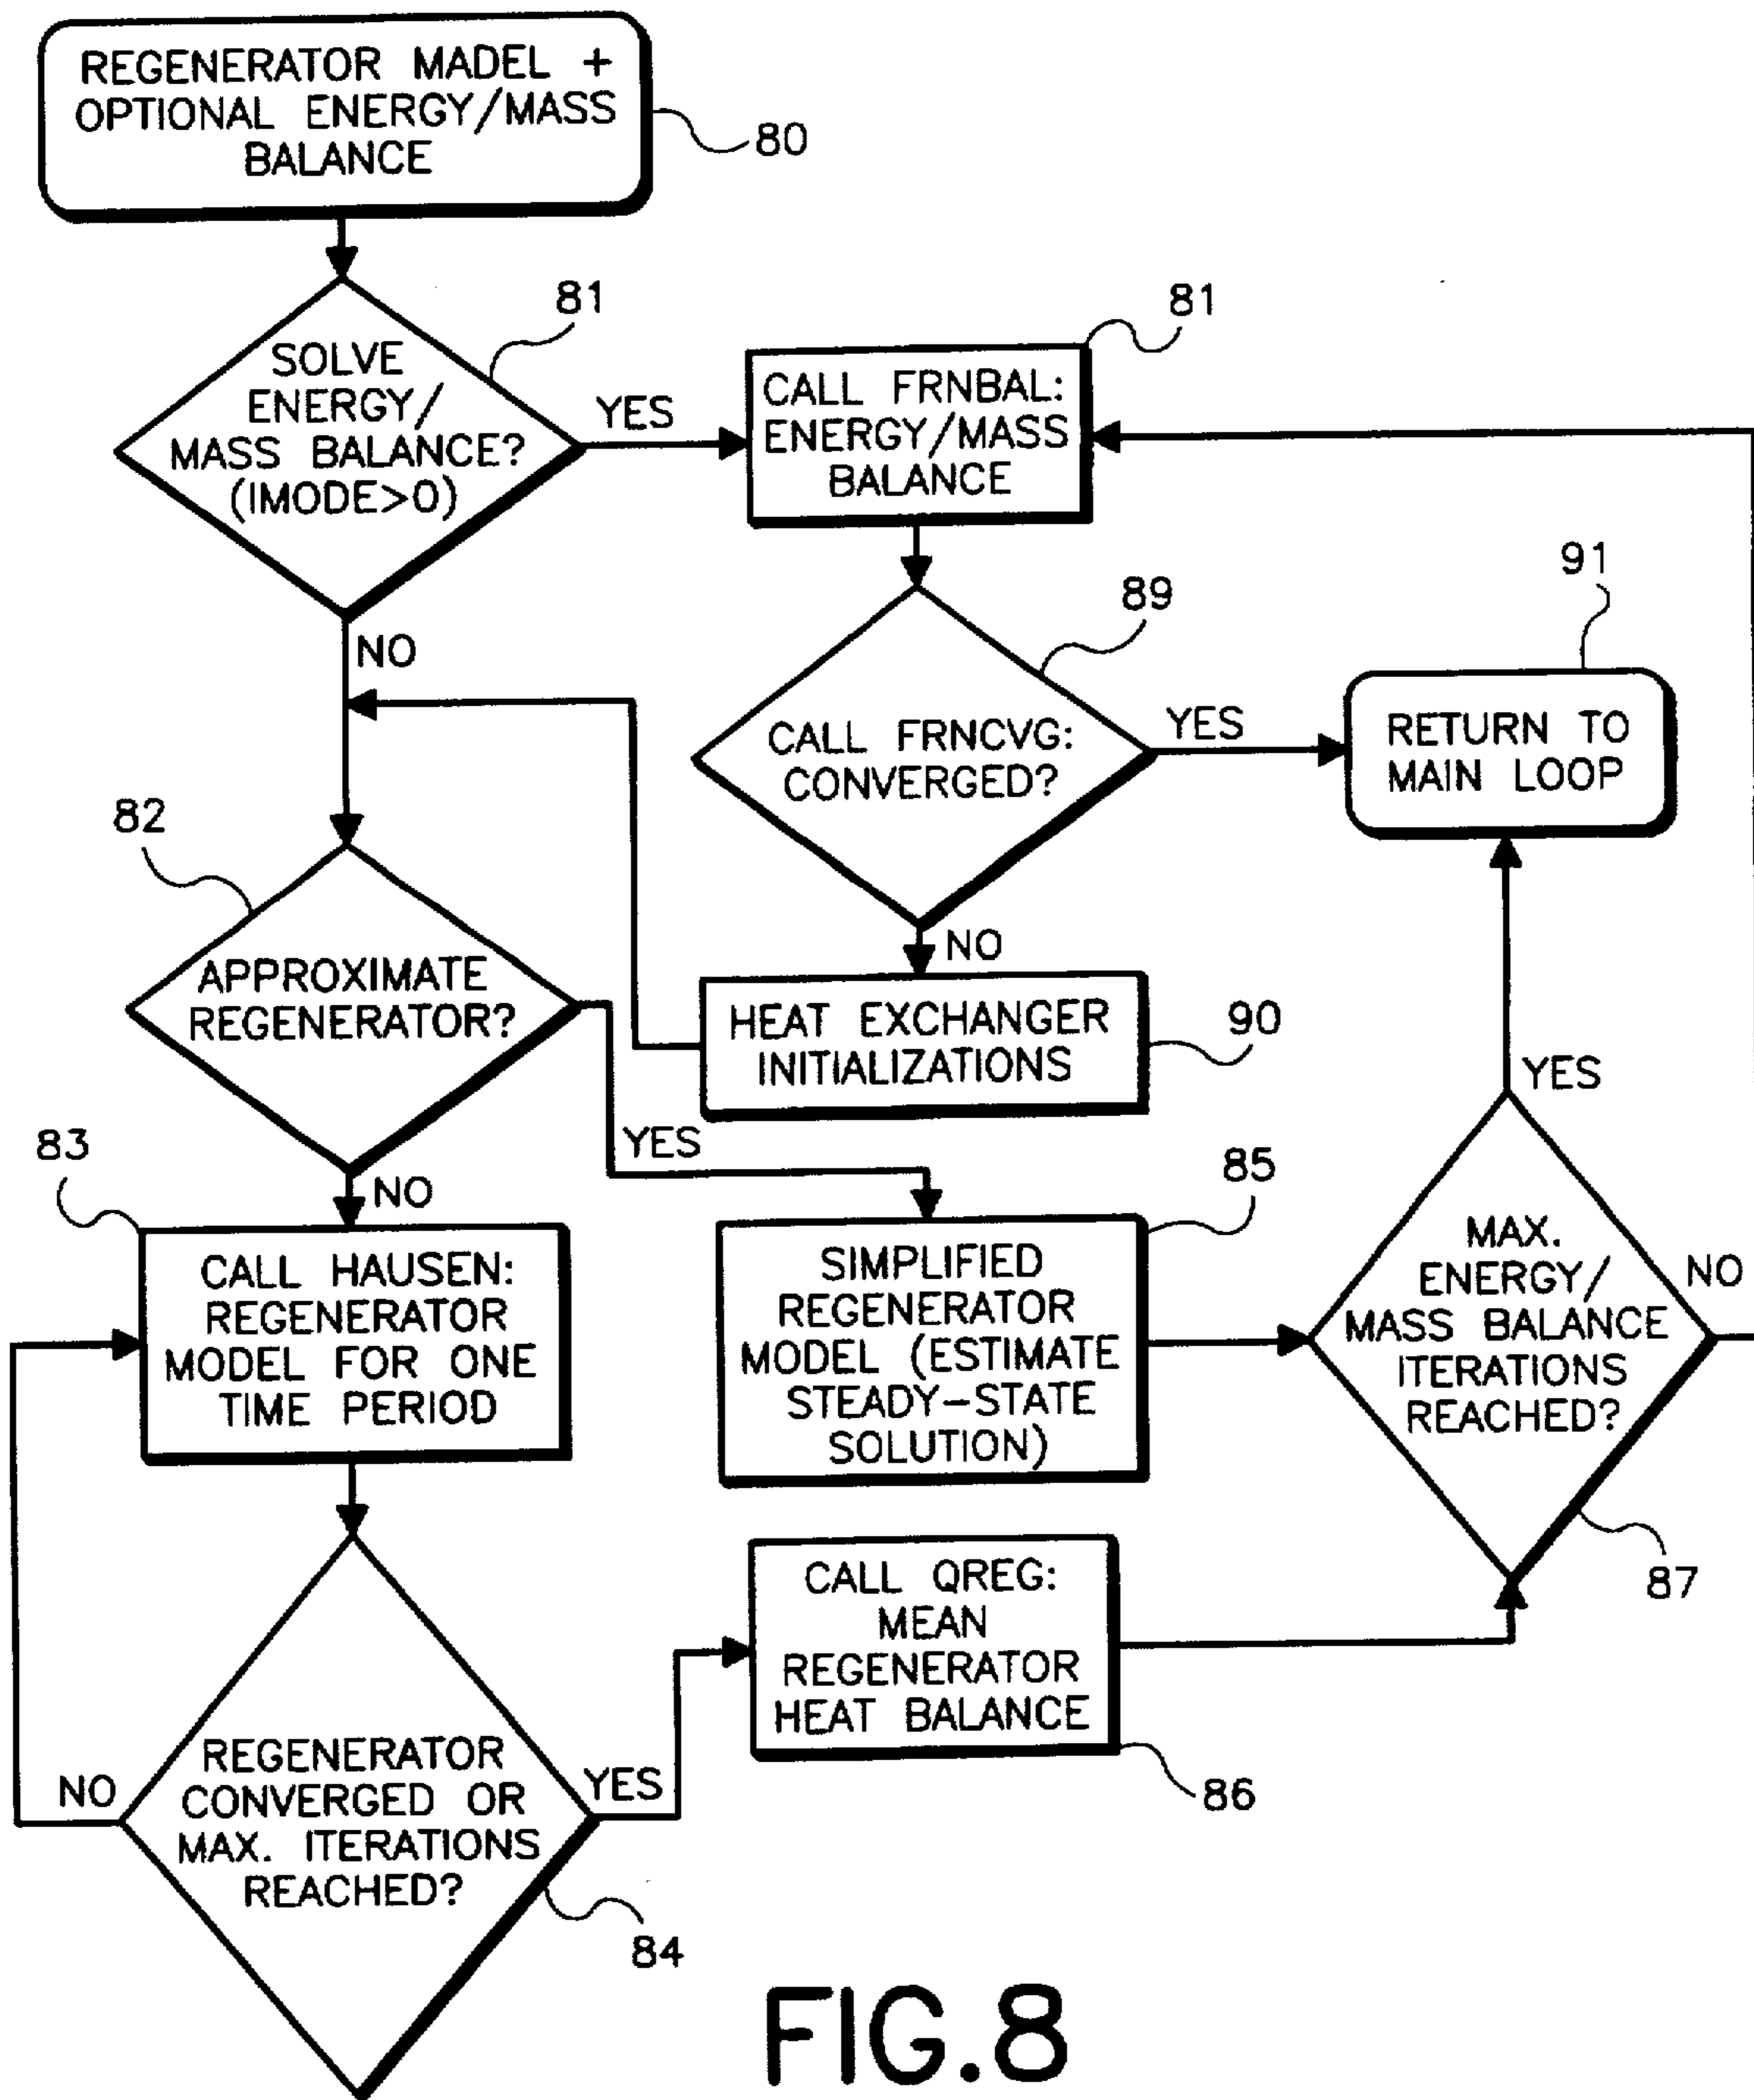 REGENERATOR MADEL +
OPTIONAL ENERGY/MASS
BALANCE
80
SOLVE
ENERGY/
MASS BALANCE?
(IMODE>0)
81
YES
NO
CALL FRNBAL:
ENERGY/MASS
BALANCE
81
CALL FRNCVG:
CONVERGED?
89
YES
NO
RETURN TO
MAIN LOOP
91
HEAT EXCHANGER
INITIALIZATIONS
90
APPROXIMATE
REGENERATOR?
82
YES
NO
CALL HAUSEN:
REGENERATOR
MODEL FOR ONE
TIME PERIOD
83
SIMPLIFIED
REGENERATOR
MODEL (ESTIMATE
STEADY-STATE
SOLUTION)
85
MAX.
ENERGY/
MASS BALANCE
ITERATIONS
REACHED?
87
YES
NO
REGENERATOR
CONVERGED OR
MAX. ITERATIONS
REACHED?
84
NO
YES
CALL QREG:
MEAN
REGENERATOR
HEAT BALANCE
86
FIG.8